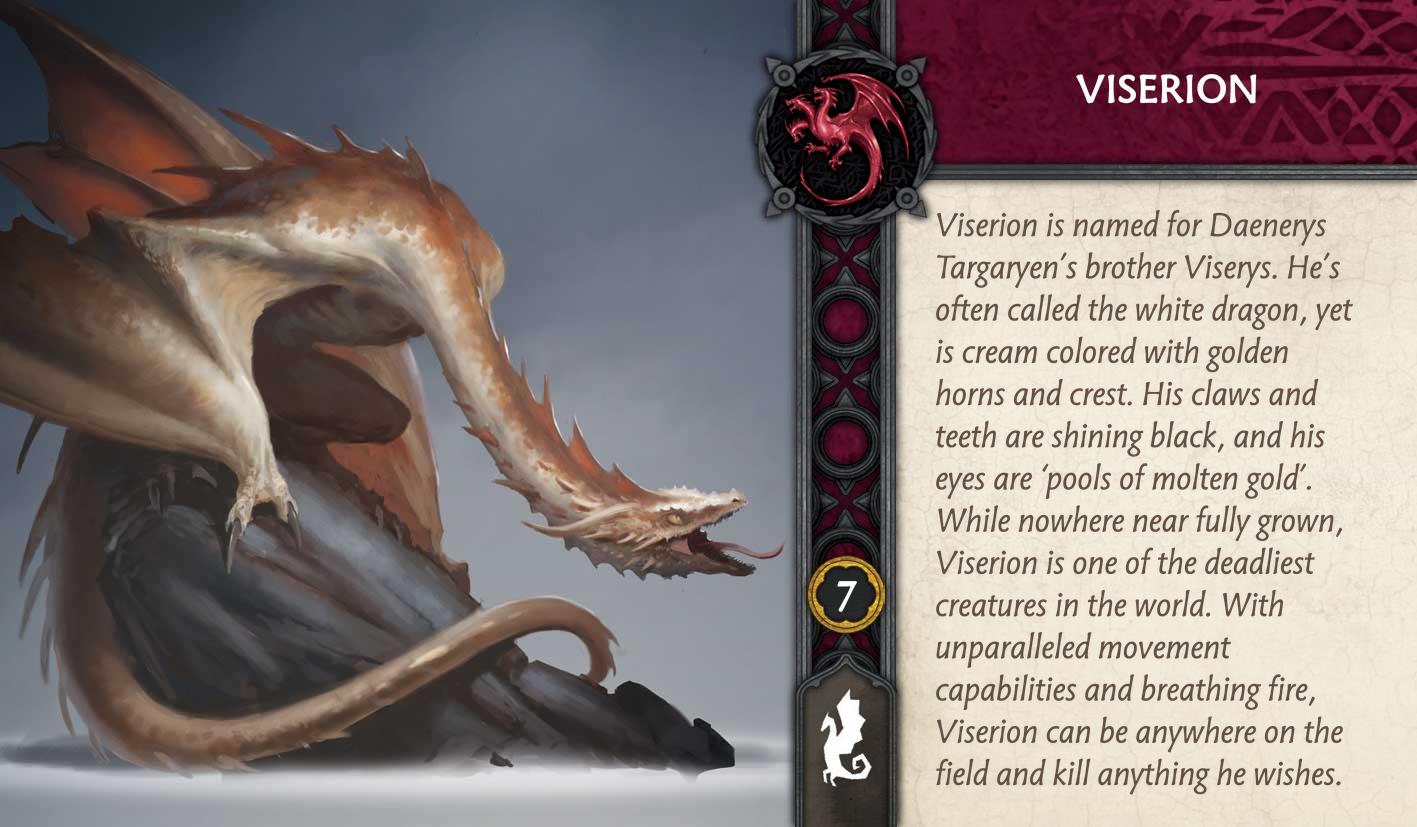 VISERION
Viserion is named for Daenerys
Targaryen's brother Viserys. He's
often called the white dragon, yet
is cream colored with golden
horns and crest. His claws and
teeth are shining black, and his
eyes are ‘pools of molten gold’.
While nowhere near fully grown,
Viserion is one of the deadliest
creatures in the world. With
unparalleled movement
capabilities and breathing fire,
Viserion can be anywhere on the
field and kill anything he wishes.
7